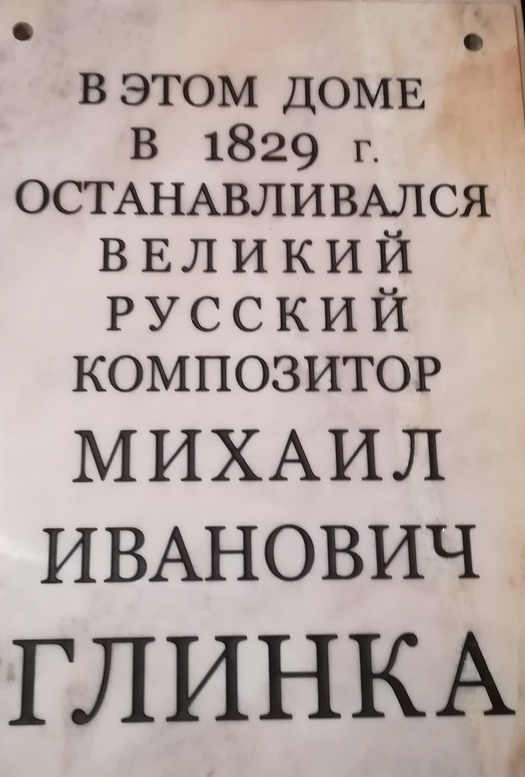 В ЭТОМ ДОМЕ
В 1829 г.
ОСТАНАВЛИВАЛСЯ
ВЕЛИКИЙ
РУССКИЙ
КОМПОЗИТОР
МИХАИЛ
ИВАНОВИЧ
ГЛИНКА